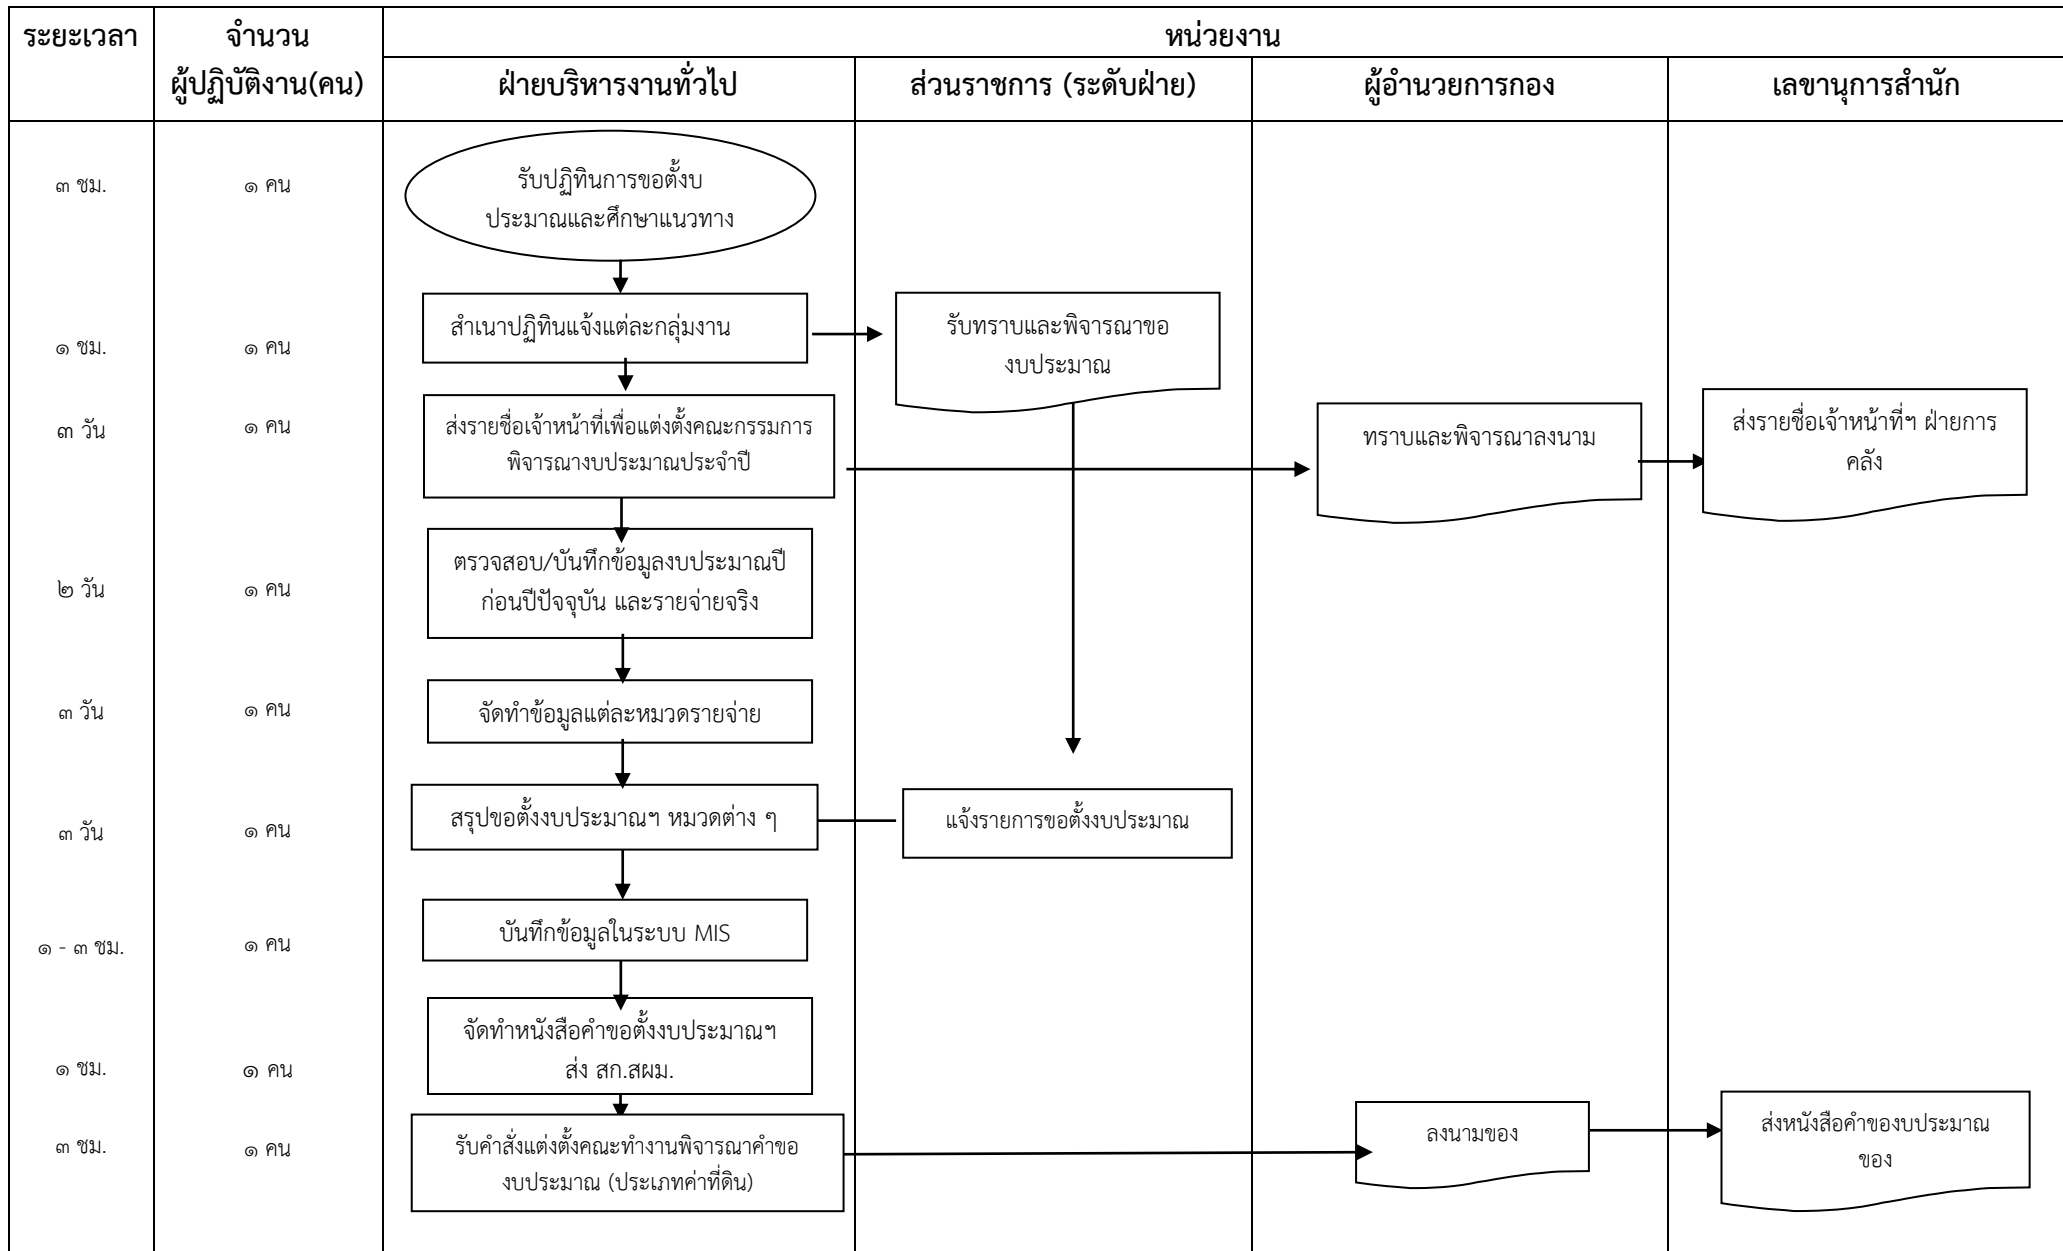 ระยะเวลา
จำนวน
ผู้ปฏิบัติงาน(คน)
หน่วยงาน
ฝ่ายบริหารงานทั่วไป
ส่วนราชการ (ระดับฝ่าย)
ผู้อำนวยการกอง
เลขานุการสำนัก
๓ ชม.
๑ คน
รับปฏิทินการขอตั้งบ
ประมาณและศึกษาแนวทาง
๑ ชม.
๑ คน
สำเนาปฏิทินแจ้งแต่ละกลุ่มงาน
รับทราบและพิจารณาขอ
งบประมาณ
๓ วัน
๑ คน
ส่งรายชื่อเจ้าหน้าที่เพื่อแต่งตั้งคณะกรรมการ
พิจารณางบประมาณประจำปี
ทราบและพิจารณาลงนาม
ส่งรายชื่อเจ้าหน้าที่ฯ ฝ่ายการ
คลัง
๒ วัน
๑ คน
ตรวจสอบ/บันทึกข้อมูลงบประมาณปี
ก่อนปีปัจจุบัน และรายจ่ายจริง
๓ วัน
๑ คน
จัดทำข้อมูลแต่ละหมวดรายจ่าย
๓ วัน
๑ คน
สรุปขอตั้งงบประมาณฯ หมวดต่าง ๆ
แจ้งรายการขอตั้งงบประมาณ
๑ - ๓ ชม.
๑ คน
บันทึกข้อมูลในระบบ MIS
๑ ชม.
๑ คน
จัดทำหนังสือคำขอตั้งงบประมาณฯ
ส่ง สก.สผม.
๓ ชม.
๑ คน
รับคำสั่งแต่งตั้งคณะทำงานพิจารณาคำขอ
งบประมาณ (ประเภทค่าที่ดิน)
ลงนามของ
ส่งหนังสือคำของบประมาณ
ของ